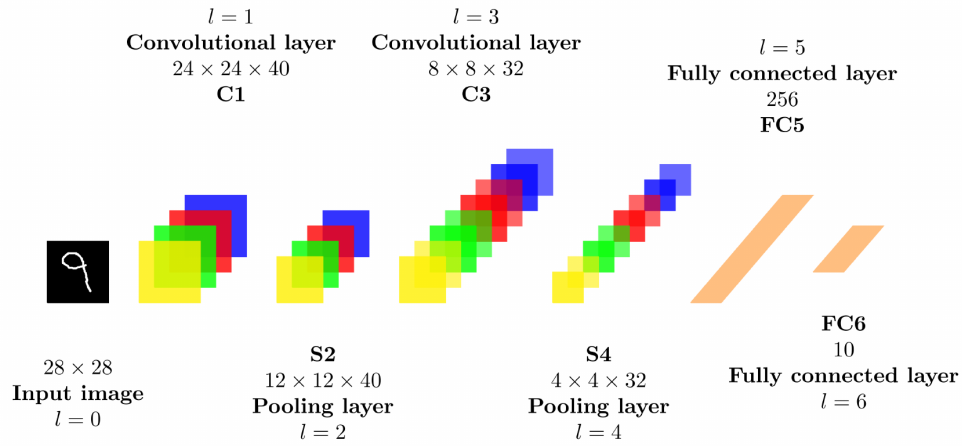 l = 1
Convolutional layer
24 × 24 × 40
C1
l = 3
Convolutional layer
8 × 8 × 32
C3
l = 5
Fully connected layer
256
FC5
28 × 28
Input image
l = 0
S2
12 × 12 × 40
Pooling layer
l = 2
S4
4 × 4 × 32
Pooling layer
l = 4
FC6
10
Fully connected layer
l = 6